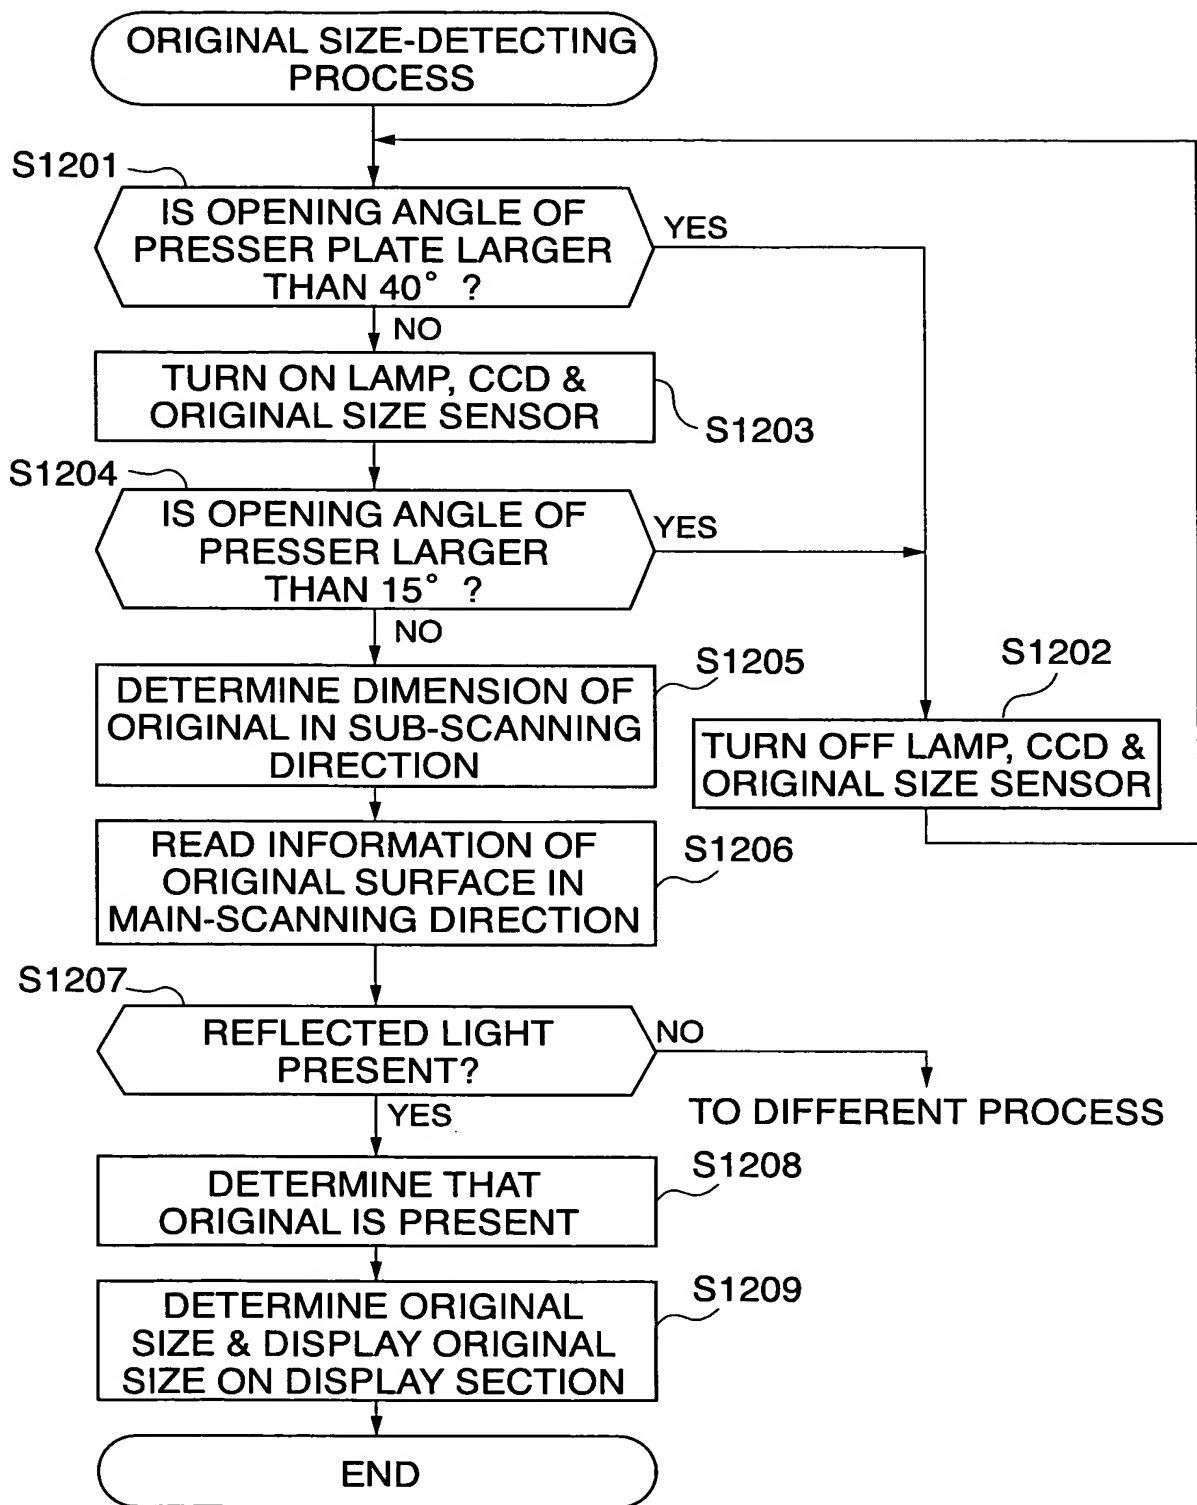 ORIGINAL SIZE-DETECTING
PROCESS
S1201
IS OPENING ANGLE OF
PRESSER PLATE LARGER
THAN 40° ?
YES
NO
TURN ON LAMP, CCD &
ORIGINAL SIZE SENSOR
S1203
S1204
IS OPENING ANGLE OF
PRESSER LARGER
THAN 15° ?
YES
NO
S1205
DETERMINE DIMENSION OF
ORIGINAL IN SUB-SCANNING
DIRECTION
S1202
TURN OFF LAMP, CCD &
ORIGINAL SIZE SENSOR
READ INFORMATION OF
ORIGINAL SURFACE IN
MAIN-SCANNING DIRECTION
S1206
S1207
REFLECTED LIGHT
PRESENT?
NO
TO DIFFERENT PROCESS
YES
S1208
DETERMINE THAT
ORIGINAL IS PRESENT
S1209
DETERMINE ORIGINAL
SIZE & DISPLAY ORIGINAL
SIZE ON DISPLAY SECTION
END